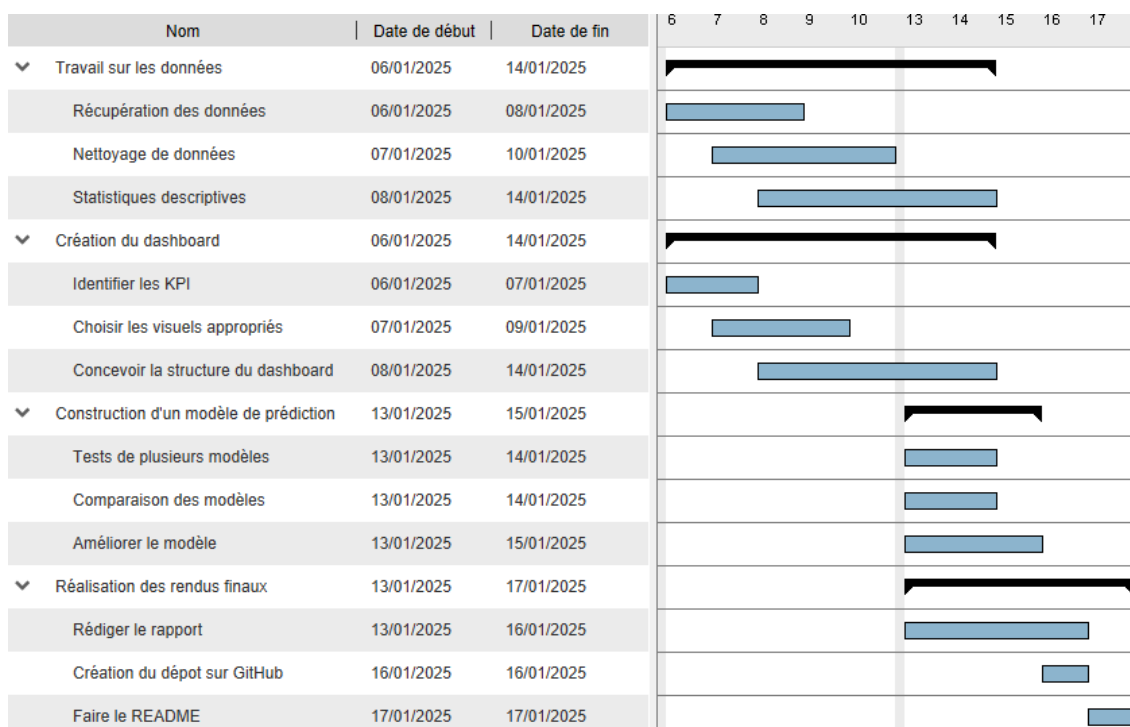 Nom Date de début Date de fin 6 7 8 9 10 13 14 15 16 17
Travail sur les données 06/01/2025 14/01/2025
Récupération des données 06/01/2025 08/01/2025
Nettoyage de données 07/01/2025 10/01/2025
Statistiques descriptives 08/01/2025 14/01/2025
Création du dashboard 06/01/2025 14/01/2025
Identifier les KPI 06/01/2025 07/01/2025
Choisir les visuels appropriés 07/01/2025 09/01/2025
Concevoir la structure du dashboard 08/01/2025 14/01/2025
Construction d'un modèle de prédiction 13/01/2025 15/01/2025
Tests de plusieurs modèles 13/01/2025 14/01/2025
Comparaison des modèles 13/01/2025 14/01/2025
Améliorer le modèle 13/01/2025 15/01/2025
Réalisation des rendus finaux 13/01/2025 17/01/2025
Rédiger le rapport 13/01/2025 16/01/2025
Création du dépot sur GitHub 16/01/2025 16/01/2025
Faire le README 17/01/2025 17/01/2025